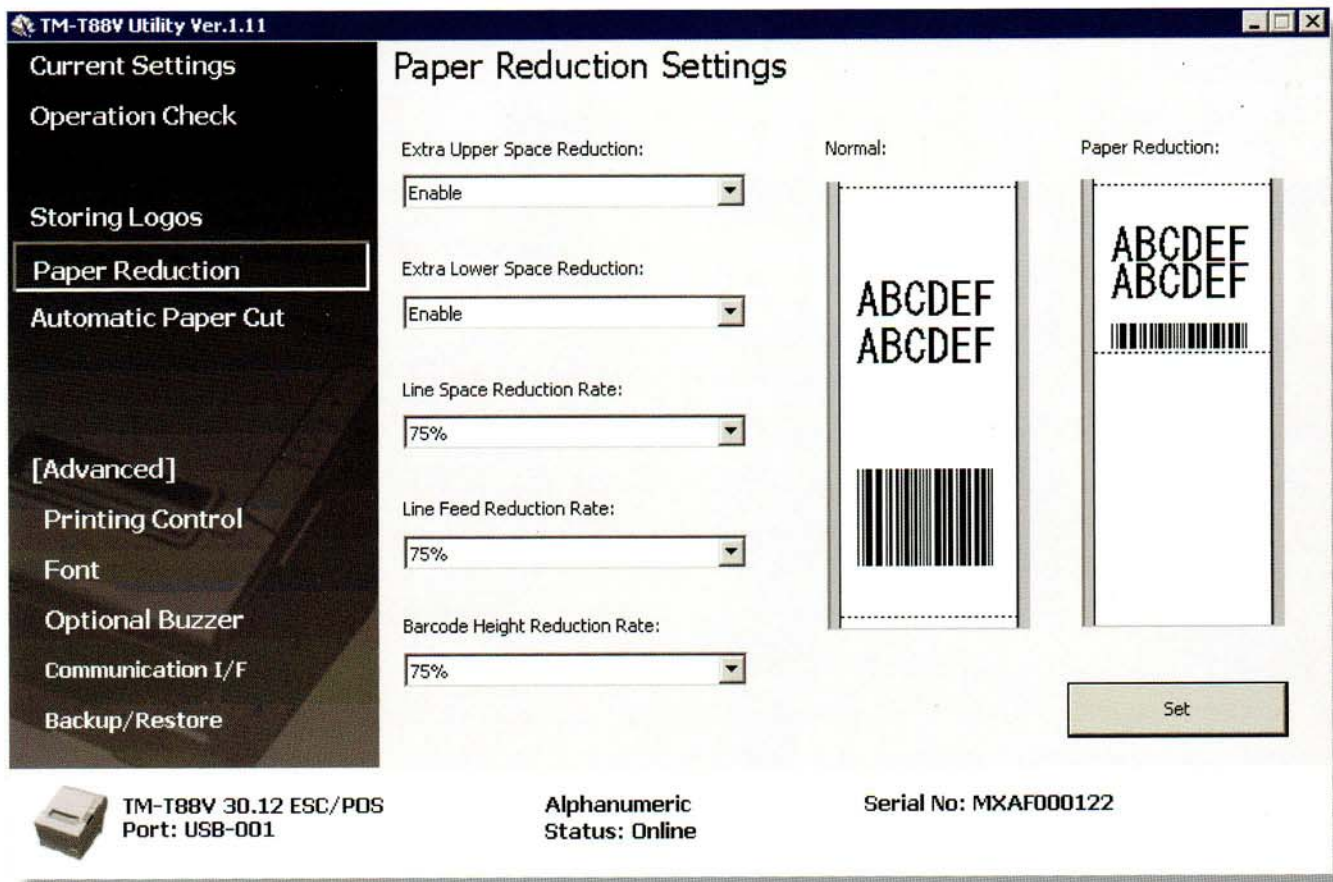 TM-T88V Utility Ver.1.11
Current Settings
Operation Check
Storing Logos
Paper Reduction
Automatic Paper Cut
[Advanced]
Printing Control
Font
Optional Buzzer
Communication I/F
Backup/Restore
Paper Reduction Settings
Extra Upper Space Reduction:
Enable
Extra Lower Space Reduction:
Enable
Line Space Reduction Rate:
75%
Line Feed Reduction Rate:
75%
Barcode Height Reduction Rate:
75%
Normal:
ABCDEF
ABCDEF
Paper Reduction:
ABCDEF
ABCDEF
Set
TM-T88V 30.12 ESC/POS
Port: USB-001
Alphanumeric
Status: Online
Serial No: MXAF000122